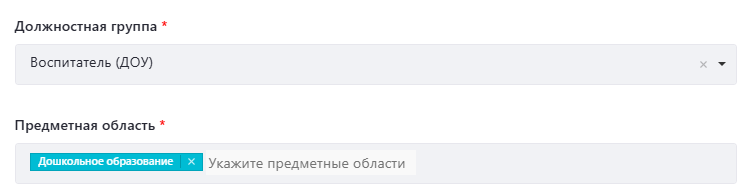 Должностная группа *
Воспитатель (ДОУ) ×
Предметная область *
Дошкольное образование × Укажите предметные области